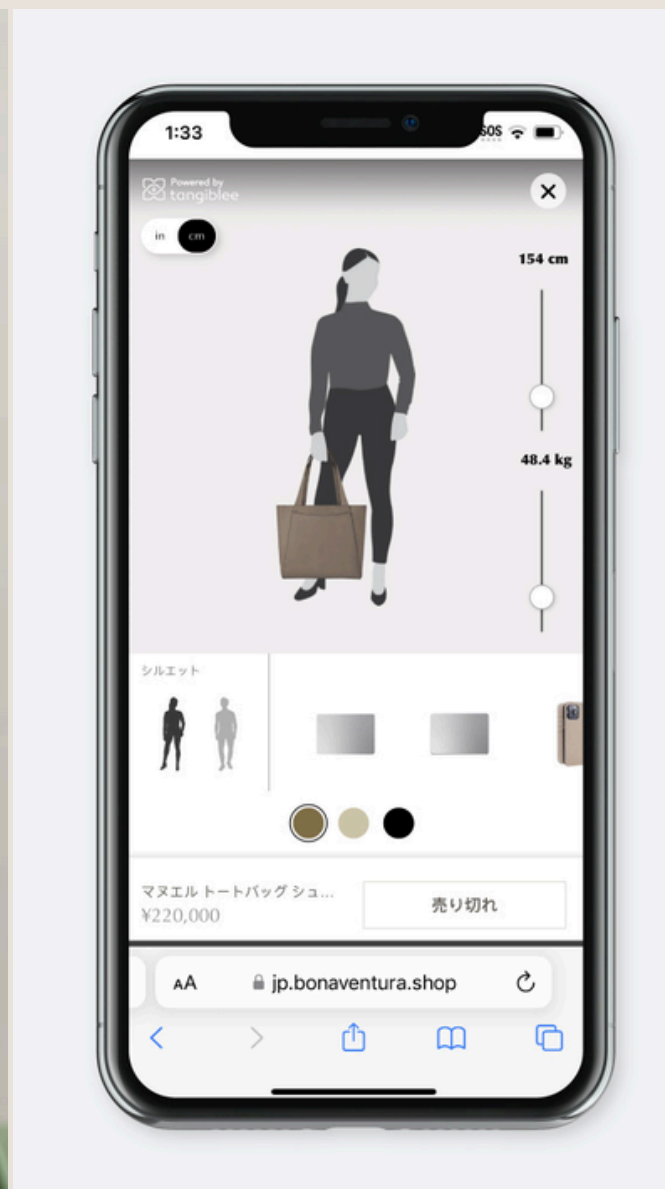 1:33
SOS
Powered by
tangiblee
in
cm
154 cm
48.4 kg
シルエット
マヌエル トートバッグ シュ...
¥220,000
売り切れ
AA
jp.bonaventura.shop